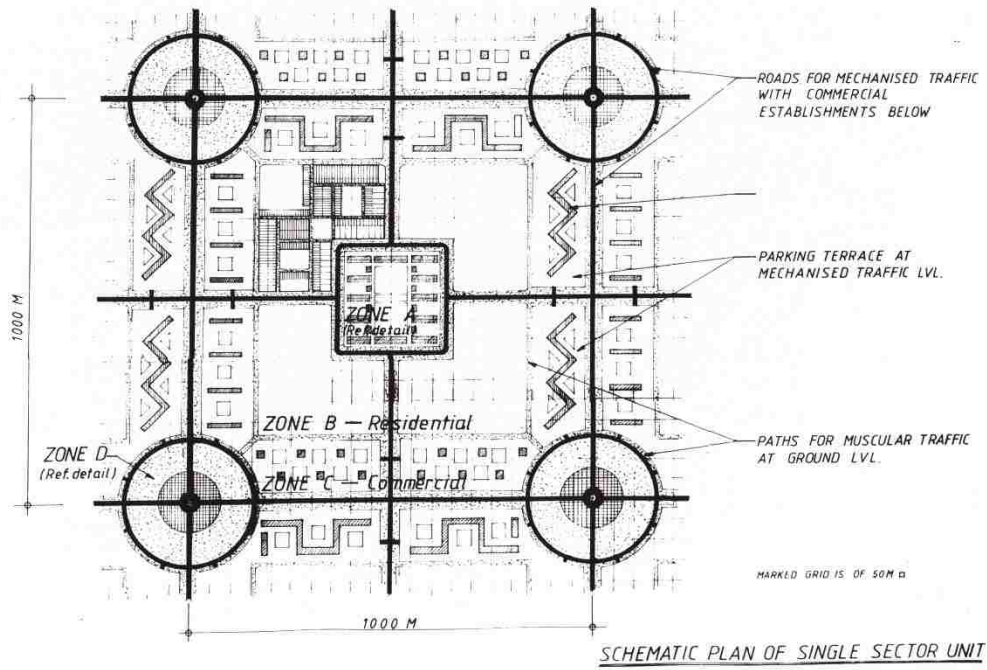 ROADS FOR MECHANISED TRAFFIC
WITH COMMERCIAL
ESTABLISHMENTS BELOW
1000 M
PARKING TERRACE AT
MECHANISED TRAFFIC LVL.
ZONE A
(Ref. detail)
ZONE B — Residential
PATHS FOR MUSCULAR TRAFFIC
AT GROUND LVL.
ZONE D
(Ref. detail)
ZONE C — Commercial
MARKED GRID IS OF 50M □
1000 M
SCHEMATIC PLAN OF SINGLE SECTOR UNIT